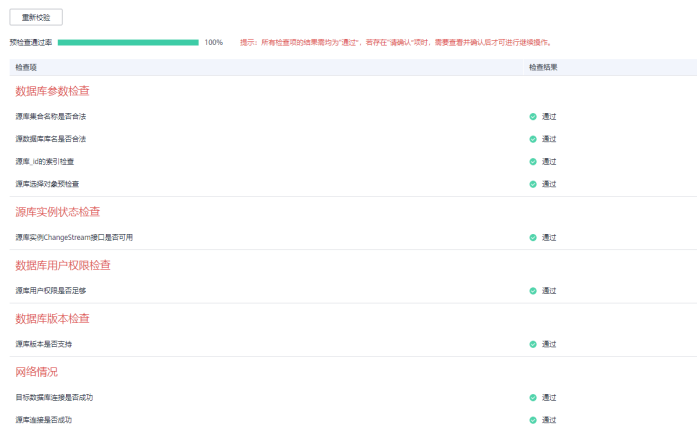 重新校验
预检查通过率 100% 提示：所有检查项的结果需均为“通过”，若存在“请确认”项时，需要查看并确认后才可进行继续操作。
检查项 检查结果
数据库参数检查
源库集合名称是否合法 通过
源数据库库名是否合法 通过
源库_id的索引检查 通过
源库选择对象预检查 通过
源库实例状态检查
源库实例ChangeStream接口是否可用 通过
数据库用户权限检查
源库用户权限是否足够 通过
数据库版本检查
源库版本是否支持 通过
网络情况
目标数据库连接是否成功 通过
源库连接是否成功 通过